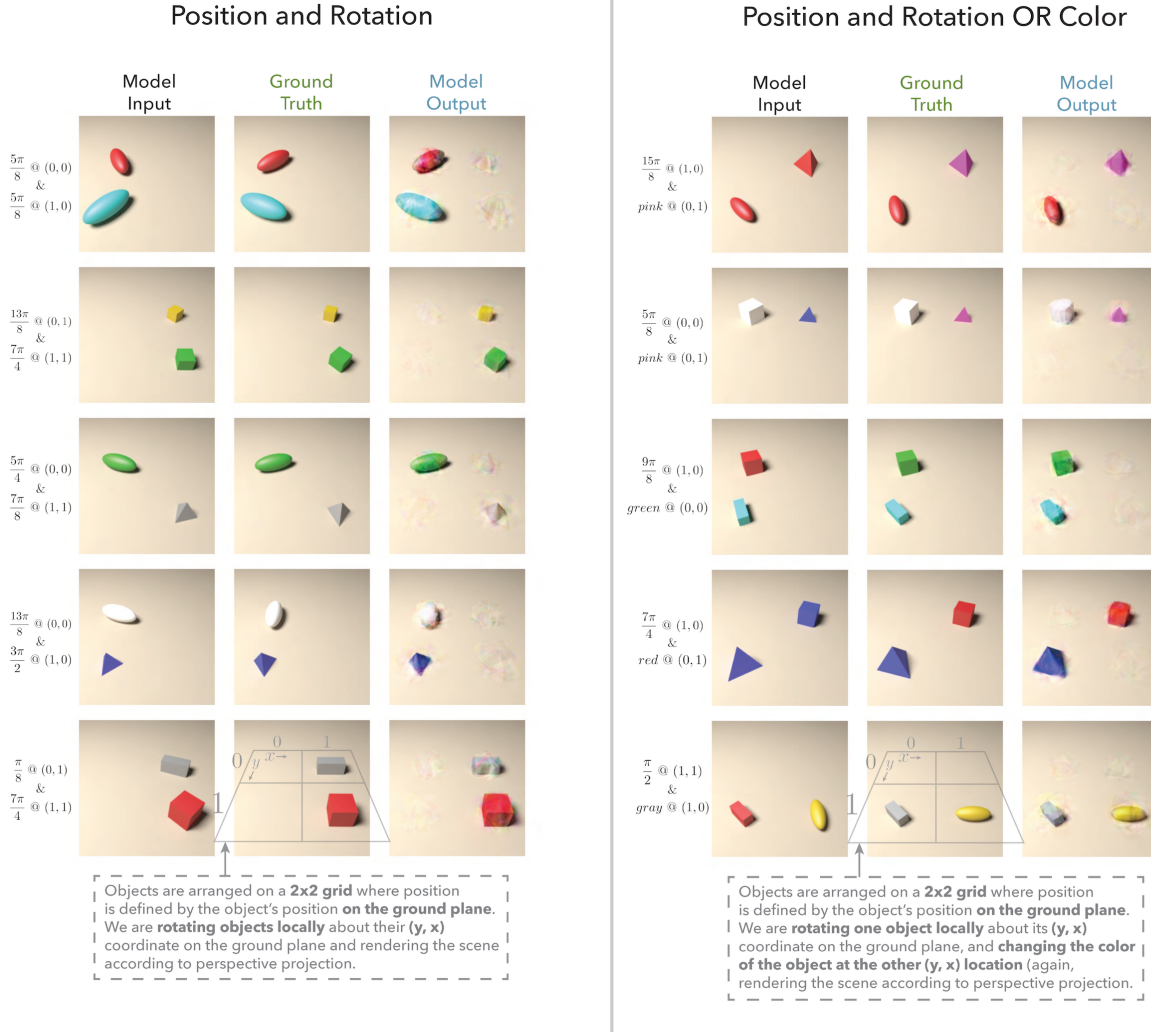 Position and Rotation
Model
Input
Ground
Truth
Model
Output
5π/8 @ (0,0)
&
5π/8 @ (1,0)
13π/8 @ (0,1)
&
7π/4 @ (1,1)
5π/4 @ (0,0)
&
7π/8 @ (1,1)
13π/8 @ (0,0)
&
3π/2 @ (1,0)
π/8 @ (0,1)
&
7π/4 @ (1,1)
0 1
0 y x→
1
Objects are arranged on a 2x2 grid where position
is defined by the object's position on the ground plane.
We are rotating objects locally about their (y, x)
coordinate on the ground plane and rendering the scene
according to perspective projection.
Position and Rotation OR Color
Model
Input
Ground
Truth
Model
Output
15π/8 @ (1,0)
&
pink @ (0,1)
5π/8 @ (0,0)
&
pink @ (0,1)
9π/8 @ (1,0)
&
green @ (0,0)
7π/4 @ (1,0)
&
red @ (0,1)
π/2 @ (1,1)
&
gray @ (1,0)
0 1
0 y x→
1
Objects are arranged on a 2x2 grid where position
is defined by the object's position on the ground plane.
We are rotating one object locally about its (y, x)
coordinate on the ground plane, and changing the color
of the object at the other (y, x) location (again,
rendering the scene according to perspective projection.